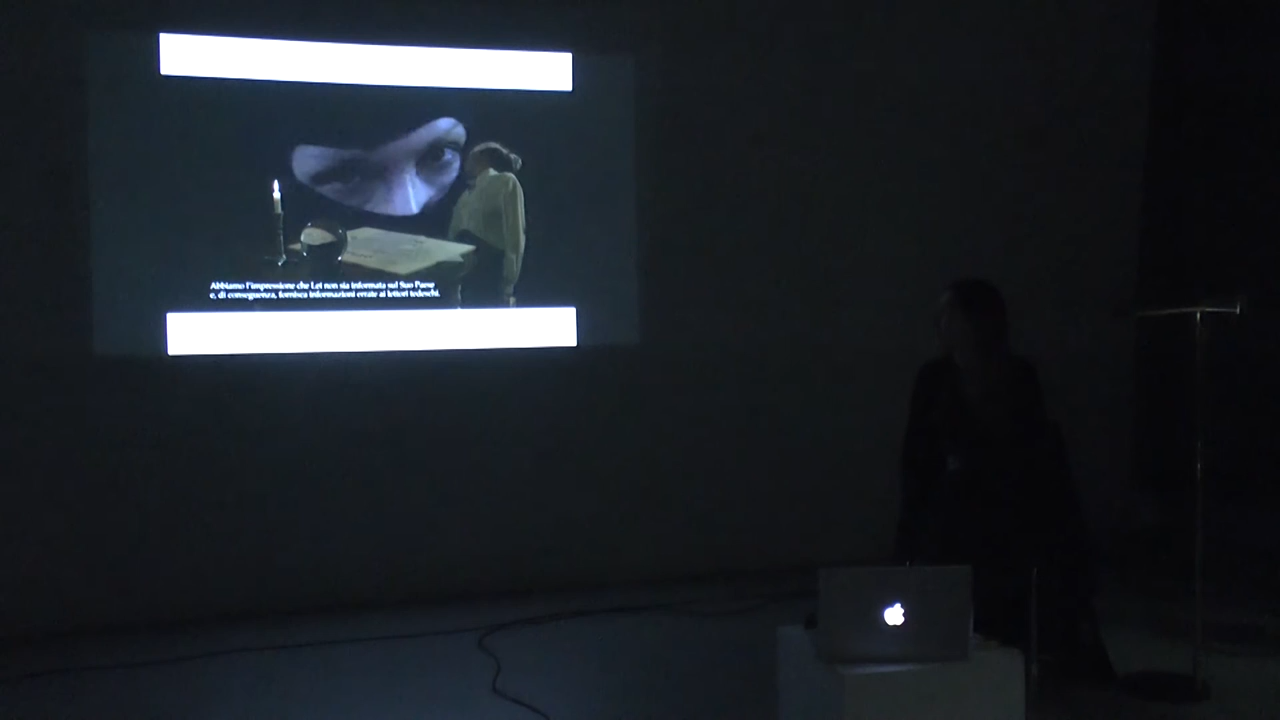 Abbiamo l'impressione che Lei non sia informata sul Suo Paese
e, di conseguenza, fornisca informazioni errate ai lettori tedeschi.